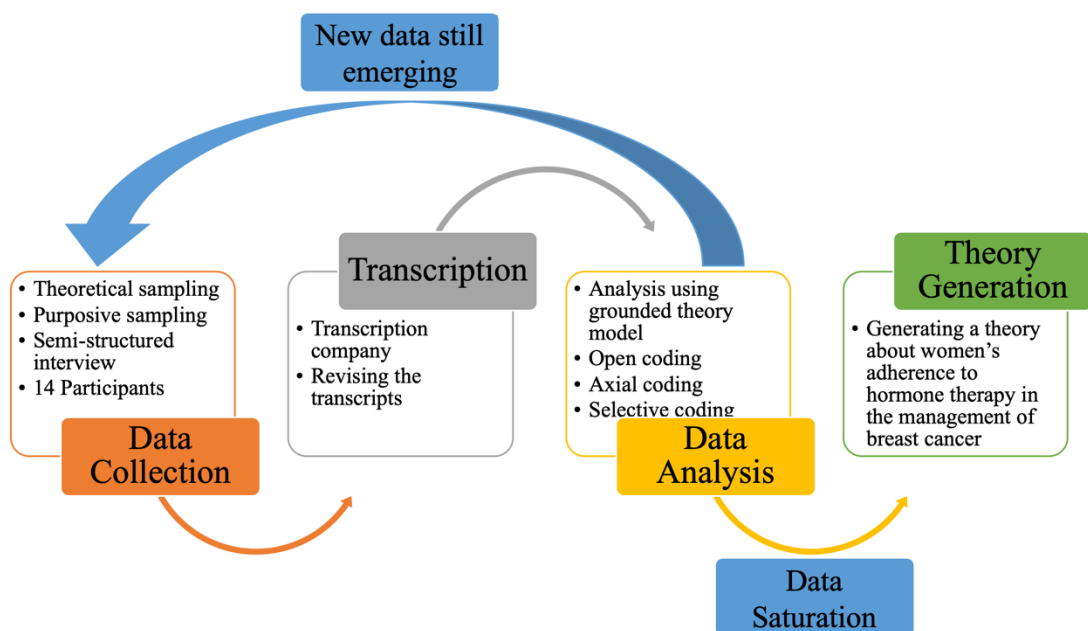 New data still
emerging
• Theoretical sampling
• Purposive sampling
• Semi-structured
interview
• 14 Participants
Data
Collection
Transcription
• Transcription
company
• Revising the
transcripts
• Analysis using
grounded theory
model
• Open coding
• Axial coding
• Selective coding
Data
Analysis
Theory
Generation
• Generating a theory
about women’s
adherence to
hormone therapy in
the management of
breast cancer
Data
Saturation